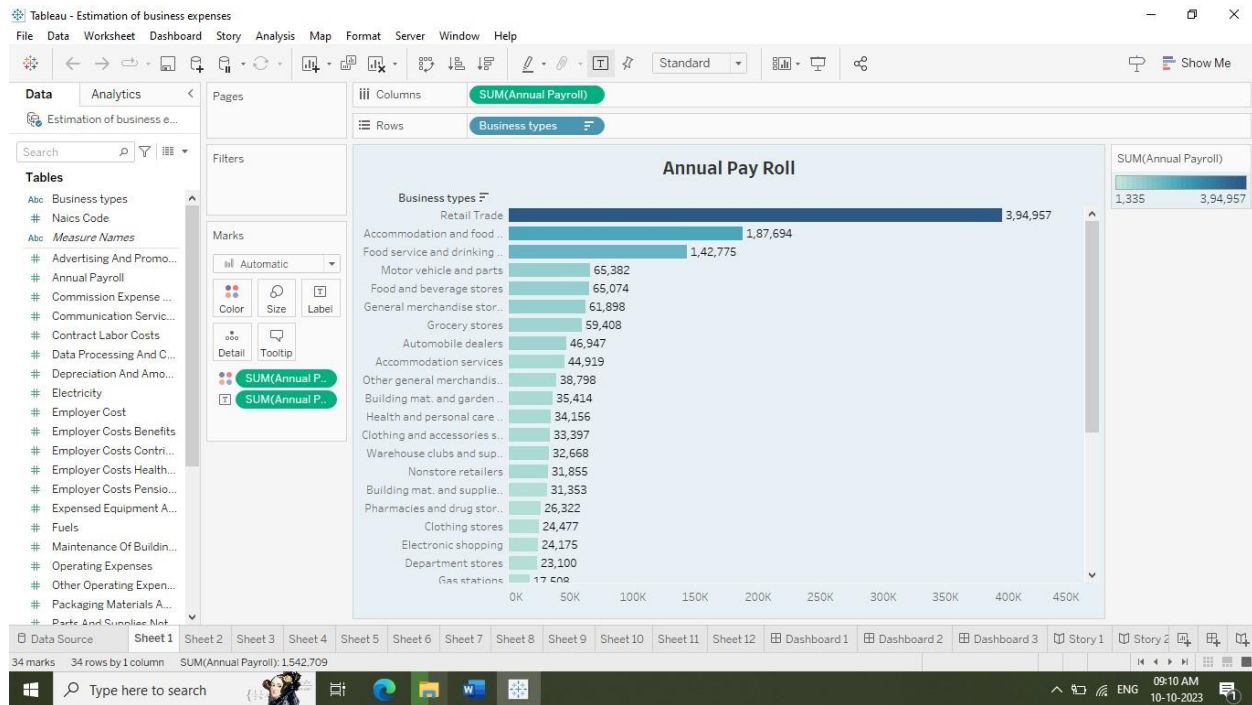 Tableau - Estimation of business expenses
File Data Worksheet Dashboard Story Analysis Map Format Server Window Help
Standard
Show Me
Data Analytics
Estimation of business e...
Search
Tables
Abc Business types
# Naics Code
Abc Measure Names
# Advertising And Promo...
# Annual Payroll
# Commission Expense ...
# Communication Servic...
# Contract Labor Costs
# Data Processing And C...
# Depreciation And Amo...
# Electricity
# Employer Cost
# Employer Costs Benefits
# Employer Costs Contri...
# Employer Costs Health...
# Employer Costs Pensio...
# Expensed Equipment A...
# Fuels
# Maintenance Of Buildin...
# Operating Expenses
# Other Operating Expen...
# Packaging Materials A...
# Parts And Supplies Not
Pages
Filters
Marks
Automatic
Color Size Label
Detail Tooltip
SUM(Annual P..
SUM(Annual P..
Columns SUM(Annual Payroll)
Rows Business types
Annual Pay Roll
Business types
Retail Trade 3,94,957
Accommodation and food .. 1,87,694
Food service and drinking .. 1,42,775
Motor vehicle and parts 65,382
Food and beverage stores 65,074
General merchandise stor.. 61,898
Grocery stores 59,408
Automobile dealers 46,947
Accommodation services 44,919
Other general merchandis.. 38,798
Building mat. and garden .. 35,414
Health and personal care .. 34,156
Clothing and accessories s.. 33,397
Warehouse clubs and sup.. 32,668
Nonstore retailers 31,855
Building mat. and supplie.. 31,353
Pharmacies and drug stor.. 26,322
Clothing stores 24,477
Electronic shopping 24,175
Department stores 23,100
Gas stations 17,508
0K 50K 100K 150K 200K 250K 300K 350K 400K 450K
SUM(Annual Payroll)
1,335 3,94,957
Data Source Sheet 1 Sheet 2 Sheet 3 Sheet 4 Sheet 5 Sheet 6 Sheet 7 Sheet 8 Sheet 9 Sheet 10 Sheet 11 Sheet 12 Dashboard 1 Dashboard 2 Dashboard 3 Story 1 Story 2
34 marks 34 rows by 1 column SUM(Annual Payroll): 1,542,709
Type here to search
ENG
09:10 AM
10-10-2023